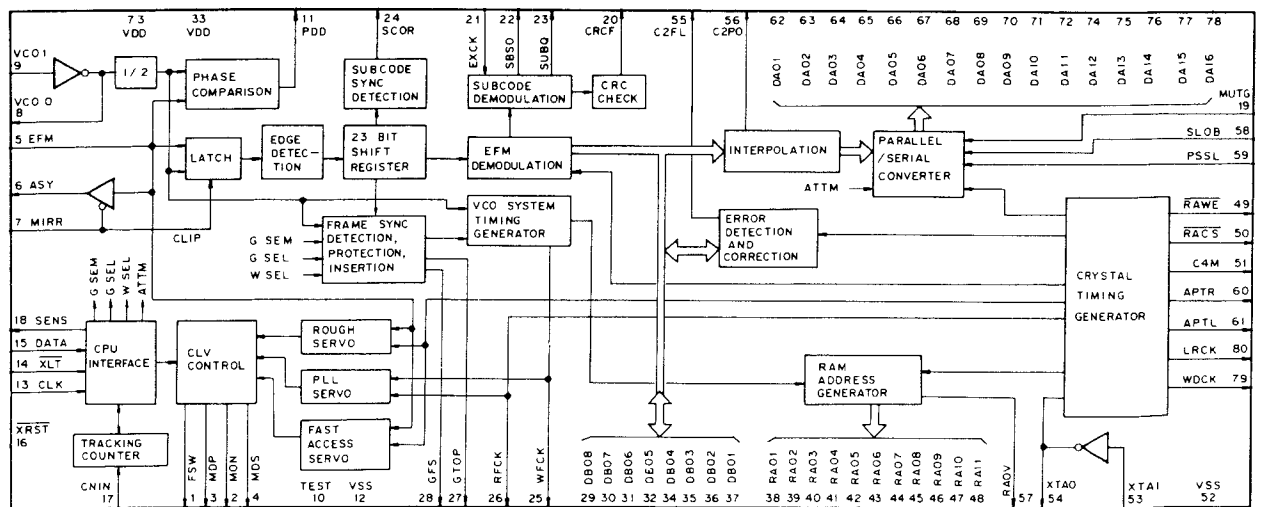 73 33 11 24 21 22 23 20 55 56 62 63 64 65 66 67 68 69 70 71 72 74 75 76 77 78
VDD VDD PDD SCOR EXCK SBSO SUBQ CRCF C2FL C2PO
DA01 DA02 DA03 DA04 DA05 DA06 DA07 DA08 DA09 DA10 DA11 DA12 DA13 DA14 DA15 DA16
VCO I
9
1/2
PHASE
COMPARISON
SUBCODE
SYNC
DETECTION
SUBCODE
DEMODULATION
CRC
CHECK
VCO O
8
MUTG
19
5 EFM
LATCH
EDGE
DETEC-
TION
23 BIT
SHIFT
REGISTER
EFM
DEMODULATION
INTERPOLATION
PARALLEL
/SERIAL
CONVERTER
SLOB 58
PSSL 59
ATTM
6 ASY
7 MIRR
CLIP
G SEM
G SEL
W SEL
FRAME SYNC
DETECTION,
PROTECTION,
INSERTION
VCO SYSTEM
TIMING
GENERATOR
ERROR
DETECTION
AND
CORRECTION
CRYSTAL
TIMING
GENERATOR
RAWE 49
RACS 50
C4M 51
APTR 60
APTL 61
LRCK 80
WDCK 79
G SEM
G SEL
W SEL
ATTM
18 SENS
15 DATA
14 XLT
13 CLK
CPU
INTERFACE
CLV
CONTROL
ROUGH
SERVO
PLL
SERVO
FAST
ACCESS
SERVO
RAM
ADDRESS
GENERATOR
XRST
16
TRACKING
COUNTER
CNIN
17
FSW MDP MON MDS
1 3 2 4
TEST
10
VSS
12
GFS GTOP RFCK WFCK
28 27 26 25
DB08 DB07 DB06 DE05 DB04 DB03 DB02 DB01
29 30 31 32 34 35 36 37
RA01 RA02 RA03 RA04 RA05 RA06 RA07 RA08 RA09 RA10 RA11
38 39 40 41 42 43 44 45 46 47 48
RAOV
57
XTAO
54
XTAI
53
VSS
52